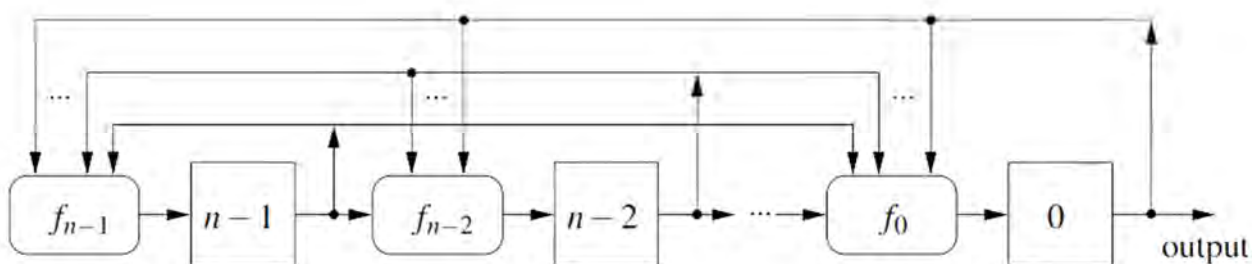 ... ... ...
f_{n-1} n-1 f_{n-2} n-2 ... f_0 0
output